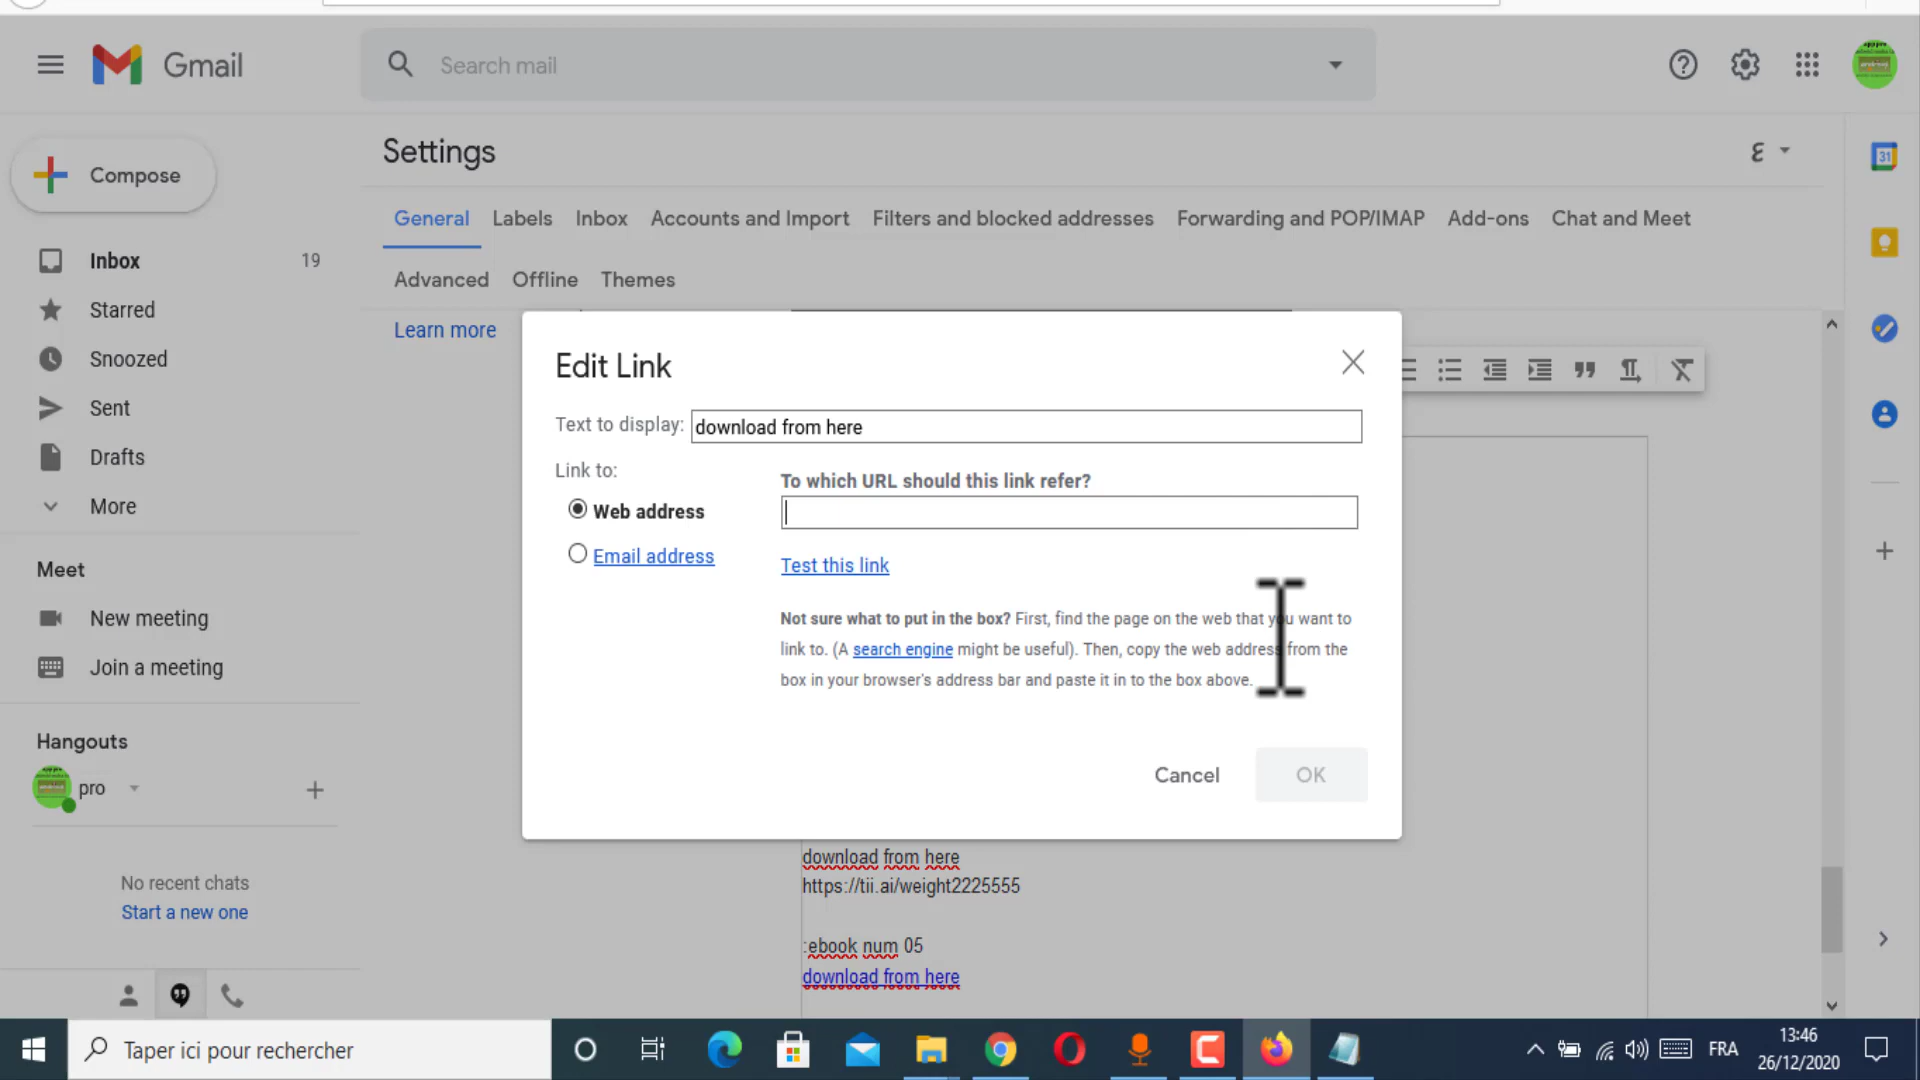 Gmail
Search mail
Compose
Inbox 19
Starred
Snoozed
Sent
Drafts
More
Meet
New meeting
Join a meeting
Hangouts
pro
No recent chats
Start a new one
Settings
ع
General Labels Inbox Accounts and Import Filters and blocked addresses Forwarding and POP/IMAP Add-ons Chat and Meet
Advanced Offline Themes
Learn more
Edit Link
Text to display: download from here
Link to:
To which URL should this link refer?
Web address
Email address
Test this link
Not sure what to put in the box? First, find the page on the web that you want to
link to. (A search engine might be useful). Then, copy the web address from the
box in your browser's address bar and paste it in to the box above.
Cancel OK
download from here
https://tii.ai/weight2225555
:ebook num 05
download from here
31
Taper ici pour rechercher
FRA
13:46
26/12/2020